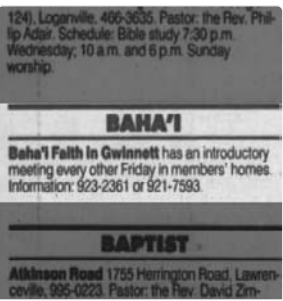 124), Loganville, 466-3635. Pastor: the Rev. Phil-
lip Adair. Schedule: Bible study 7:30 p.m.
Wednesday; 10 a.m. and 6 p.m. Sunday
worship.
BAHA'I
Baha'i Faith in Gwinnett has an introductory
meeting every other Friday in members' homes.
Information: 923-2361 or 921-7593.
BAPTIST
Atkinson Road 1755 Herrington Road, Lawren-
ceville, 995-0223. Pastor: the Rev. David Zim-